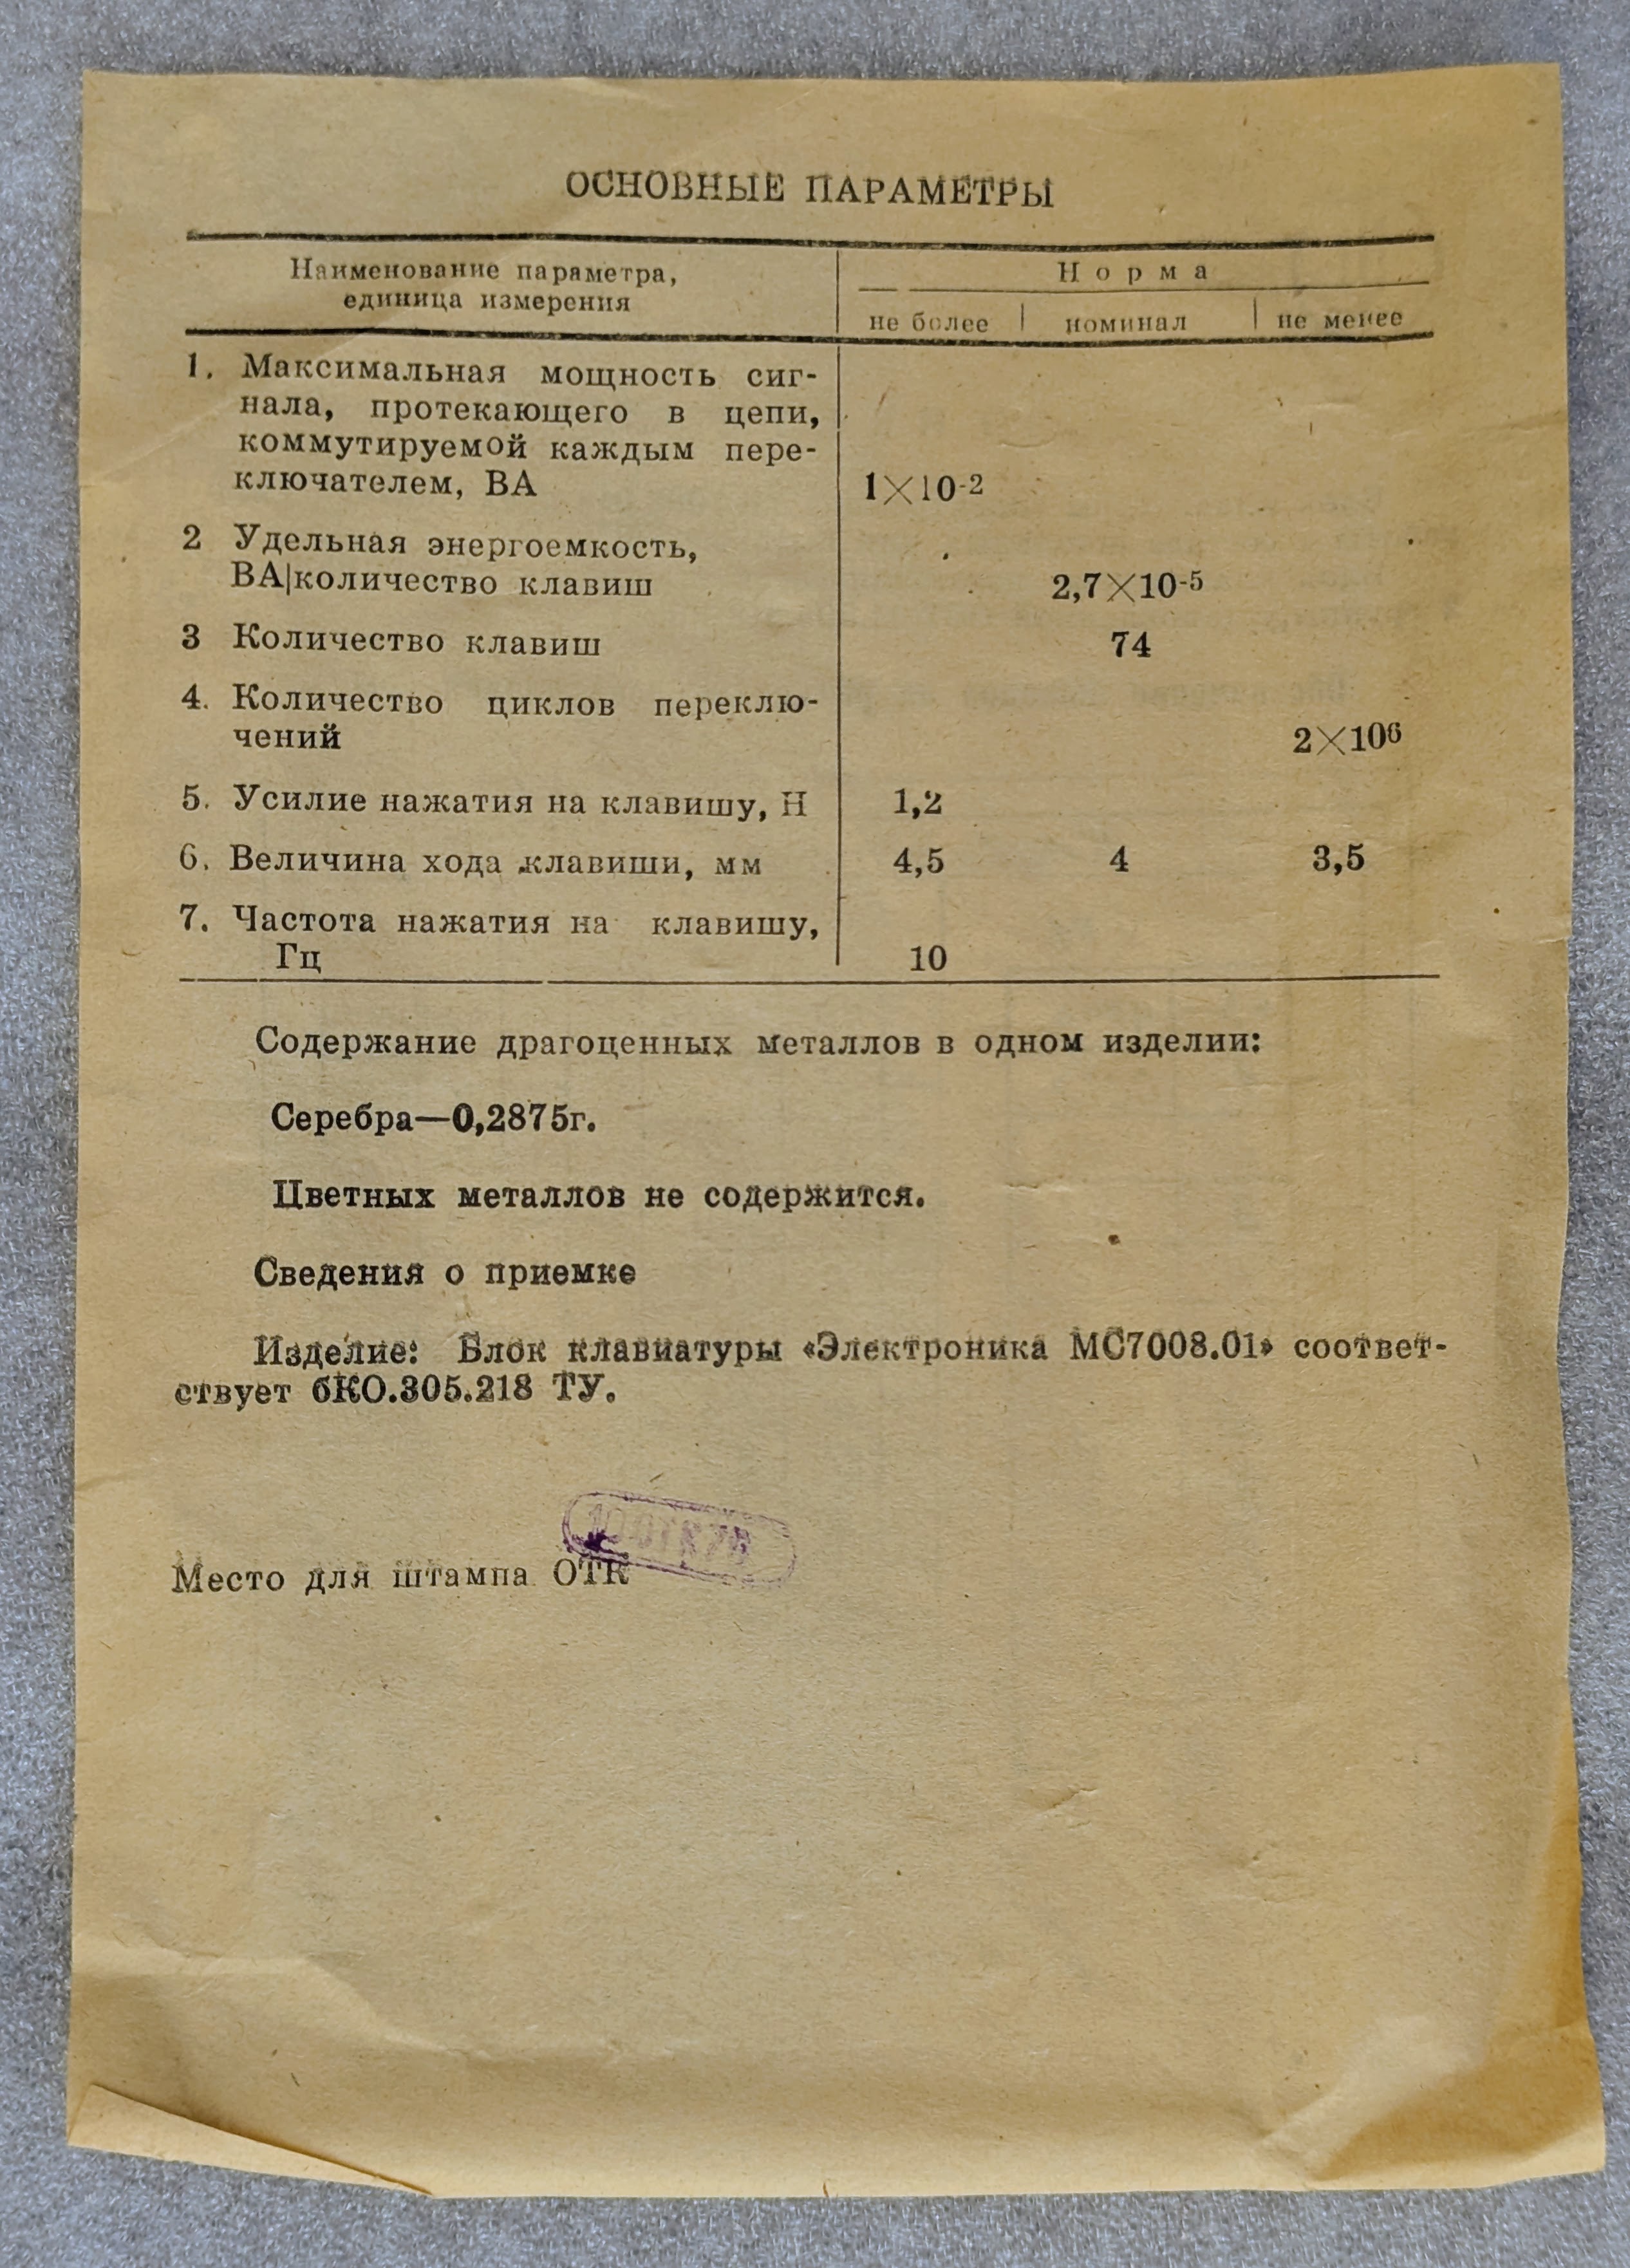 ОСНОВНЫЕ ПАРАМЕТРЫ
Наименование параметра,
единица измерения
Норма
не более | номинал | не менее
1. Максимальная мощность сиг-
нала, протекающего в цепи,
коммутируемой каждым пере-
ключателем, ВА 1×10-2
2 Удельная энергоемкость,
ВА|количество клавиш 2,7×10-5
3 Количество клавиш 74
4. Количество циклов переклю-
чений 2×106
5. Усилие нажатия на клавишу, Н 1,2
6. Величина хода клавиши, мм 4,5 4 3,5
7. Частота нажатия на клавишу,
Гц 10
Содержание драгоценных металлов в одном изделии:
Серебра—0,2875г.
Цветных металлов не содержится.
Сведения о приемке
Изделие: Блок клавиатуры «Электроника МС7008.01» соответ-
ствует бКО.305.218 ТУ.
Место для штампа ОТК